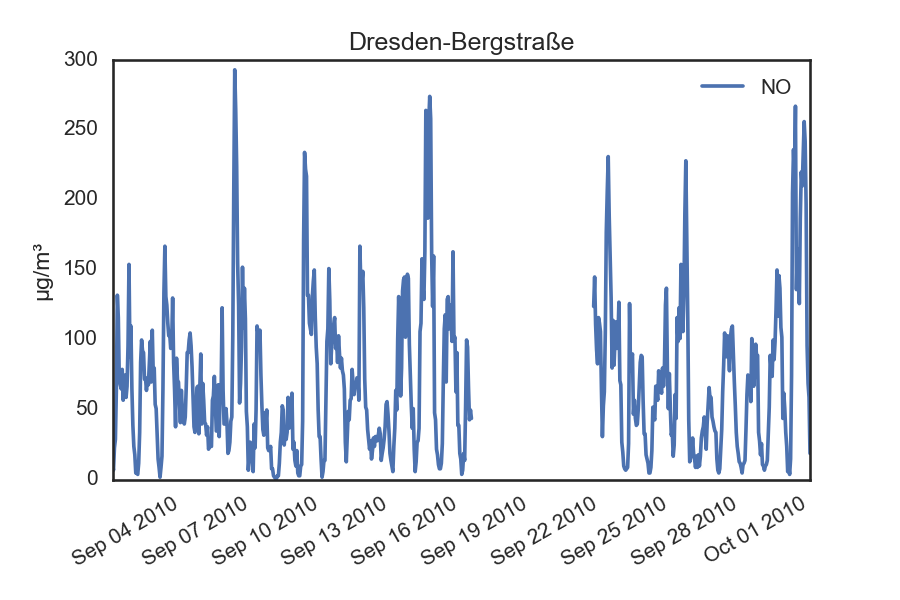 Dresden-Bergstraße
300
250
200
150
100
50
0
µg/m³
NO
Sep 04 2010
Sep 07 2010
Sep 10 2010
Sep 13 2010
Sep 16 2010
Sep 19 2010
Sep 22 2010
Sep 25 2010
Sep 28 2010
Oct 01 2010